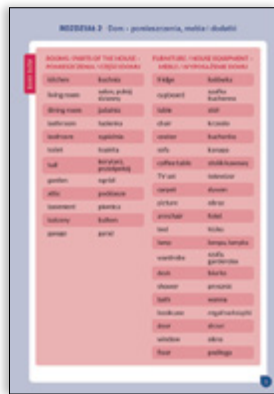 ROZDZIAŁ 2 Dom – pomieszczenia, meble i dodatki
ROOMS / PARTS OF THE HOUSE –
POMIESZCZENIA / CZĘŚCI DOMU
kitchen kuchnia
living room salon, pokój dzienny
dining room jadalnia
bathroom łazienka
bedroom sypialnia
toilet toaleta
hall korytarz, przedpokój
garden ogród
attic poddasze
basement piwnica
balcony balkon
garage garaż
FURNITURE / HOUSE EQUIPMENT –
MEBLE / WYPOSAŻENIE DOMU
fridge lodówka
cupboard szafka kuchenna
table stół
chair krzesło
cooker kuchenka
sofa kanapa
coffee table stolik kawowy
TV set telewizor
carpet dywan
picture obraz
armchair fotel
bed łóżko
lamp lampa, lampka
wardrobe szafa, garderoba
desk biurko
shower prysznic
bath wanna
bookcase regał na książki
door drzwi
window okno
floor podłoga